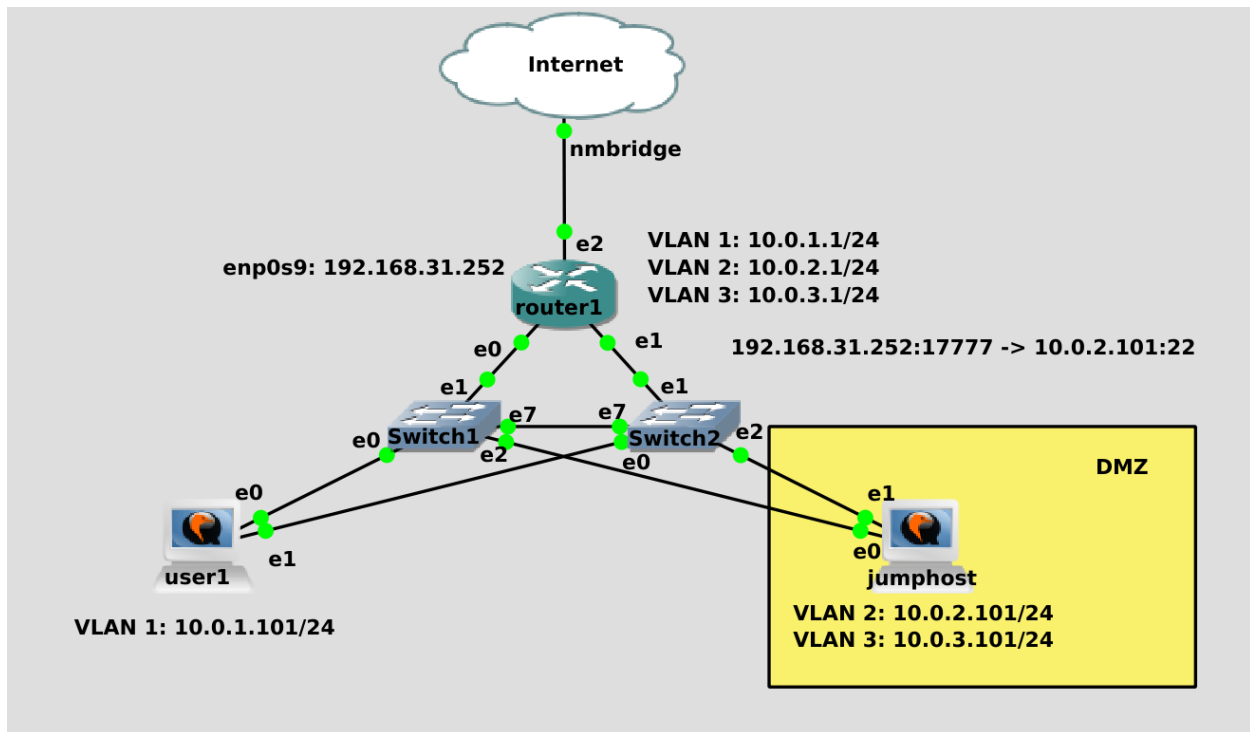 Internet
nmbridge
e2
VLAN 1: 10.0.1.1/24
enp0s9: 192.168.31.252
VLAN 2: 10.0.2.1/24
VLAN 3: 10.0.3.1/24
router1
e0
e1
192.168.31.252:17777 -> 10.0.2.101:22
e1
e1
e7
e7
e0
Switch1
Switch2
e2
e2
e0
DMZ
e0
e1
e1
e0
user1
jumphost
VLAN 1: 10.0.1.101/24
VLAN 2: 10.0.2.101/24
VLAN 3: 10.0.3.101/24